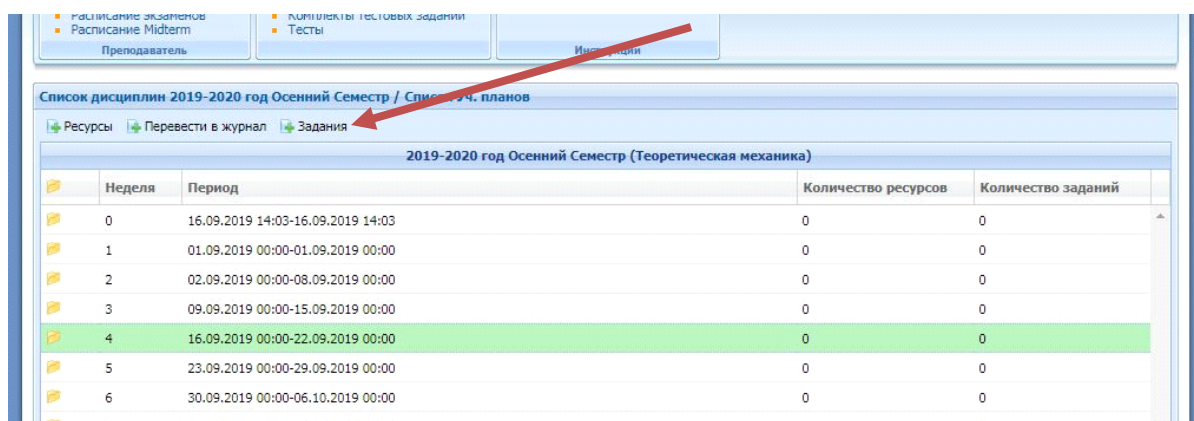 Расписание экзаменов
Комплекты тестовых заданий
Расписание Midterm
Тесты
Преподаватель
Инструкции
Список дисциплин 2019-2020 год Осенний Семестр / Список Уч. планов
Ресурсы Перевести в журнал Задания
2019-2020 год Осенний Семестр (Теоретическая механика)
Неделя Период Количество ресурсов Количество заданий
0 16.09.2019 14:03-16.09.2019 14:03 0 0
1 01.09.2019 00:00-01.09.2019 00:00 0 0
2 02.09.2019 00:00-08.09.2019 00:00 0 0
3 09.09.2019 00:00-15.09.2019 00:00 0 0
4 16.09.2019 00:00-22.09.2019 00:00 0 0
5 23.09.2019 00:00-29.09.2019 00:00 0 0
6 30.09.2019 00:00-06.10.2019 00:00 0 0